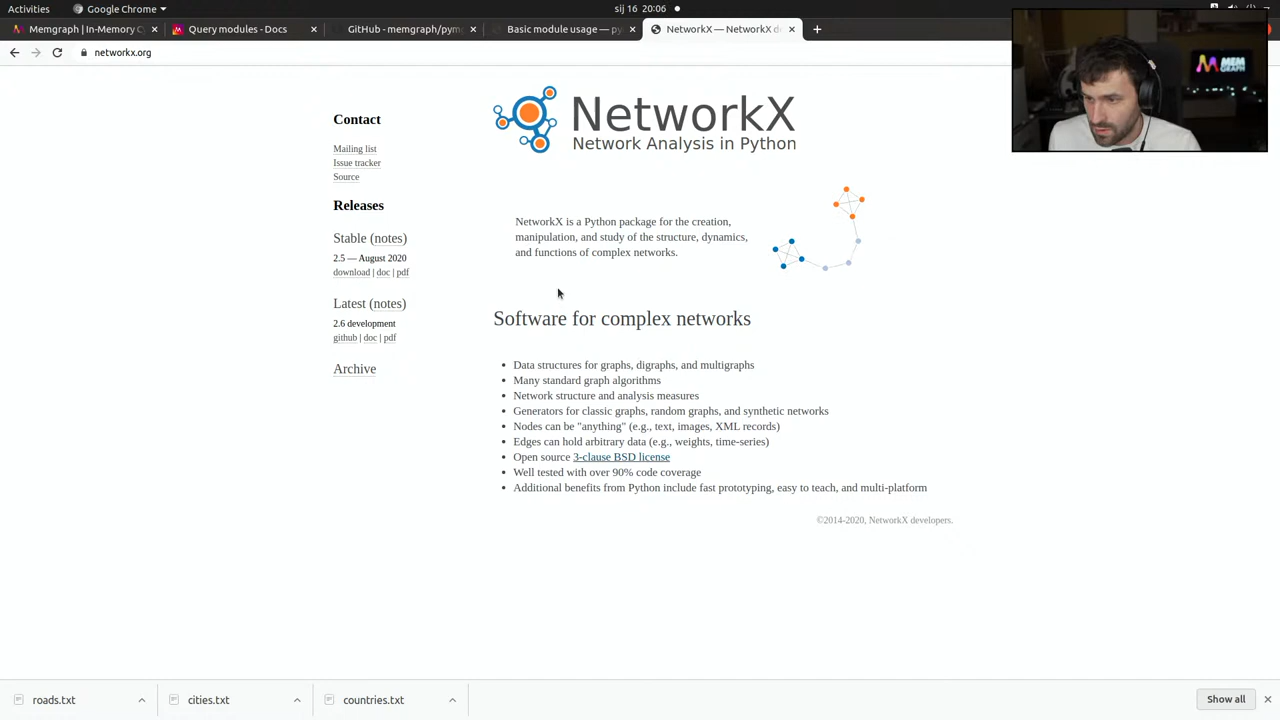 Activities
Google Chrome
sij 16 20:06
Memgraph | In-Memory C
Query modules - Docs
GitHub - memgraph/pym
Basic module usage — py
NetworkX — NetworkX d
networkx.org
MEM
GRAPH
Contact
Mailing list
Issue tracker
Source
Releases
Stable (notes)
2.5 — August 2020
download | doc | pdf
Latest (notes)
2.6 development
github | doc | pdf
Archive
NetworkX
Network Analysis in Python
NetworkX is a Python package for the creation,
manipulation, and study of the structure, dynamics,
and functions of complex networks.
Software for complex networks
• Data structures for graphs, digraphs, and multigraphs
• Many standard graph algorithms
• Network structure and analysis measures
• Generators for classic graphs, random graphs, and synthetic networks
• Nodes can be "anything" (e.g., text, images, XML records)
• Edges can hold arbitrary data (e.g., weights, time-series)
• Open source 3-clause BSD license
• Well tested with over 90% code coverage
• Additional benefits from Python include fast prototyping, easy to teach, and multi-platform
©2014-2020, NetworkX developers.
roads.txt
cities.txt
countries.txt
Show all